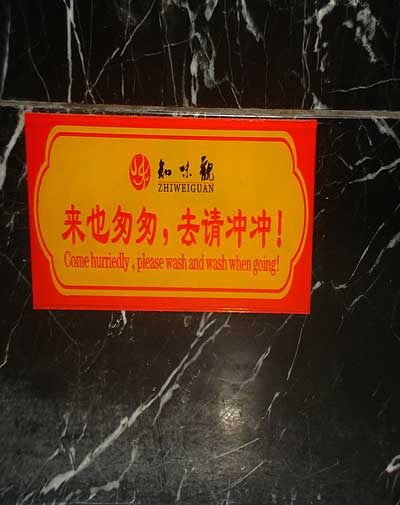 知味觀
ZHIWEIGUAN
来也匆匆，去请冲冲！
Come hurriedly , please wash and wash when going!